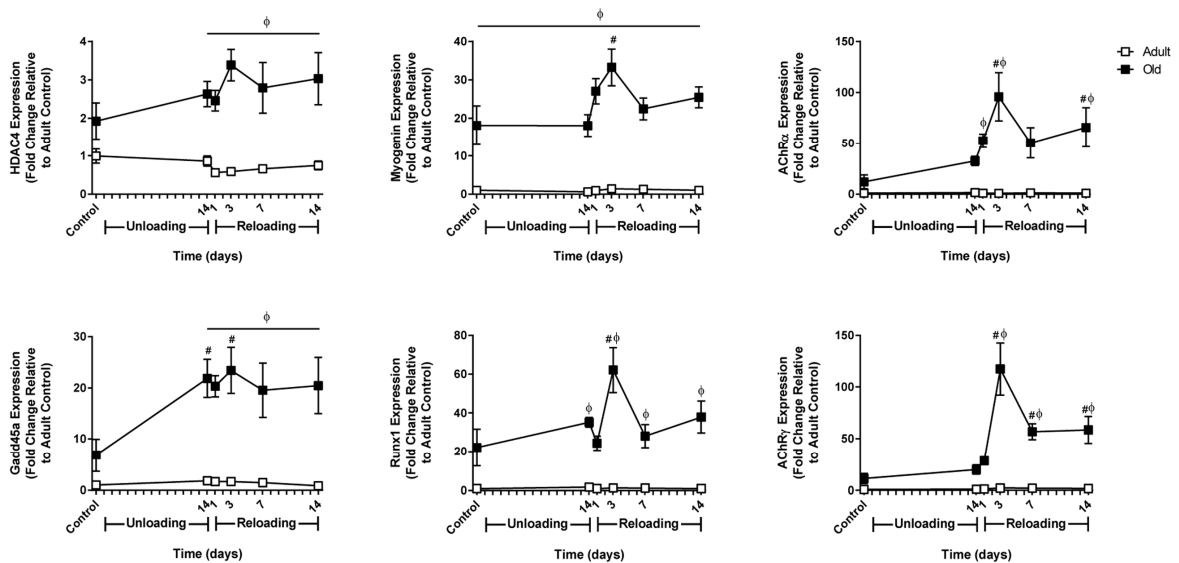 ϕ
HDAC4 Expression
(Fold Change Relative
to Adult Control)
4
3
2
1
0
Control
14
1
3
7
14
Unloading
Reloading
Time (days)
ϕ
#
Myogenin Expression
(Fold Change Relative
to Adult Control)
40
30
20
10
0
Control
14
1
3
7
14
Unloading
Reloading
Time (days)
AChRα Expression
(Fold Change Relative
to Adult Control)
150
100
50
0
ϕ
#ϕ
#ϕ
Control
14
1
3
7
14
Unloading
Reloading
Time (days)
Adult
Old
ϕ
Gadd45a Expression
(Fold Change Relative
to Adult Control)
30
20
10
0
#
#
Control
14
1
3
7
14
Unloading
Reloading
Time (days)
Runx1 Expression
(Fold Change Relative
to Adult Control)
80
60
40
20
0
ϕ
#ϕ
ϕ
ϕ
Control
14
1
3
7
14
Unloading
Reloading
Time (days)
AChRγ Expression
(Fold Change Relative
to Adult Control)
150
100
50
0
#ϕ
#ϕ
#ϕ
Control
14
1
3
7
14
Unloading
Reloading
Time (days)